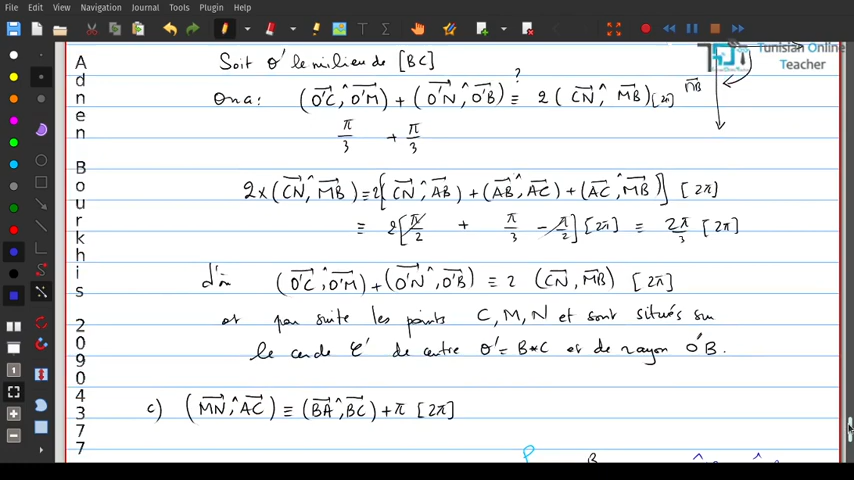 File Edit View Journal Tools Plugin Help
Tunisian Online
Teacher
Adnen Bourkhis 20904377
Soit O' le milieu de [BC]
On a : (O'C, O'M) + (O'N, O'B) ≡? 2 (CN, MB) [2π]
MB
π/3 + π/3
2 × (CN, MB) ≡ 2[(CN, AB) + (AB, AC) + (AC, MB)] [2π]
≡ 2[π/2 + π/3 - π/2] [2π] ≡ 2π/3 [2π]
d'où (O'C, O'M) + (O'N, O'B) ≡ 2 (CN, MB) [2π]
et par suite les points C, M, N et sont situés sur
le cercle C' de centre O' = B*C et de rayon O'B.
c) (MN, AC) ≡ (BA, BC) + π [2π]